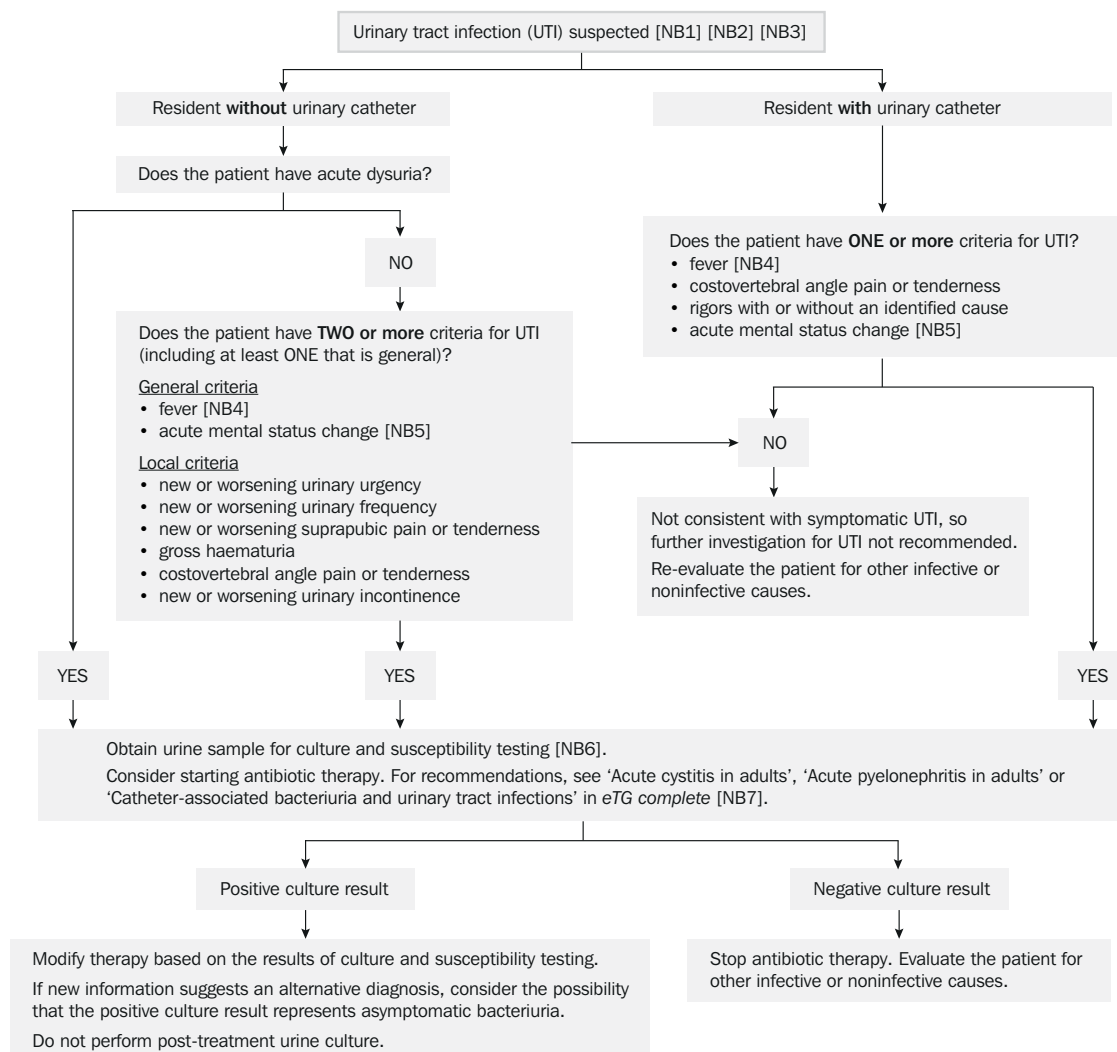 Urinary tract infection (UTI) suspected [NB1] [NB2] [NB3]
Resident without urinary catheter
Resident with urinary catheter
Does the patient have acute dysuria?
NO
Does the patient have TWO or more criteria for UTI
(including at least ONE that is general)?
General criteria
• fever [NB4]
• acute mental status change [NB5]
Local criteria
• new or worsening urinary urgency
• new or worsening urinary frequency
• new or worsening suprapubic pain or tenderness
• gross haematuria
• costovertebral angle pain or tenderness
• new or worsening urinary incontinence
Does the patient have ONE or more criteria for UTI?
• fever [NB4]
• costovertebral angle pain or tenderness
• rigors with or without an identified cause
• acute mental status change [NB5]
NO
Not consistent with symptomatic UTI, so
further investigation for UTI not recommended.
Re-evaluate the patient for other infective or
noninfective causes.
YES
YES
YES
Obtain urine sample for culture and susceptibility testing [NB6].
Consider starting antibiotic therapy. For recommendations, see ‘Acute cystitis in adults’, ‘Acute pyelonephritis in adults’ or
‘Catheter-associated bacteriuria and urinary tract infections’ in eTG complete [NB7].
Positive culture result
Negative culture result
Modify therapy based on the results of culture and susceptibility testing.
If new information suggests an alternative diagnosis, consider the possibility
that the positive culture result represents asymptomatic bacteriuria.
Do not perform post-treatment urine culture.
Stop antibiotic therapy. Evaluate the patient for
other infective or noninfective causes.